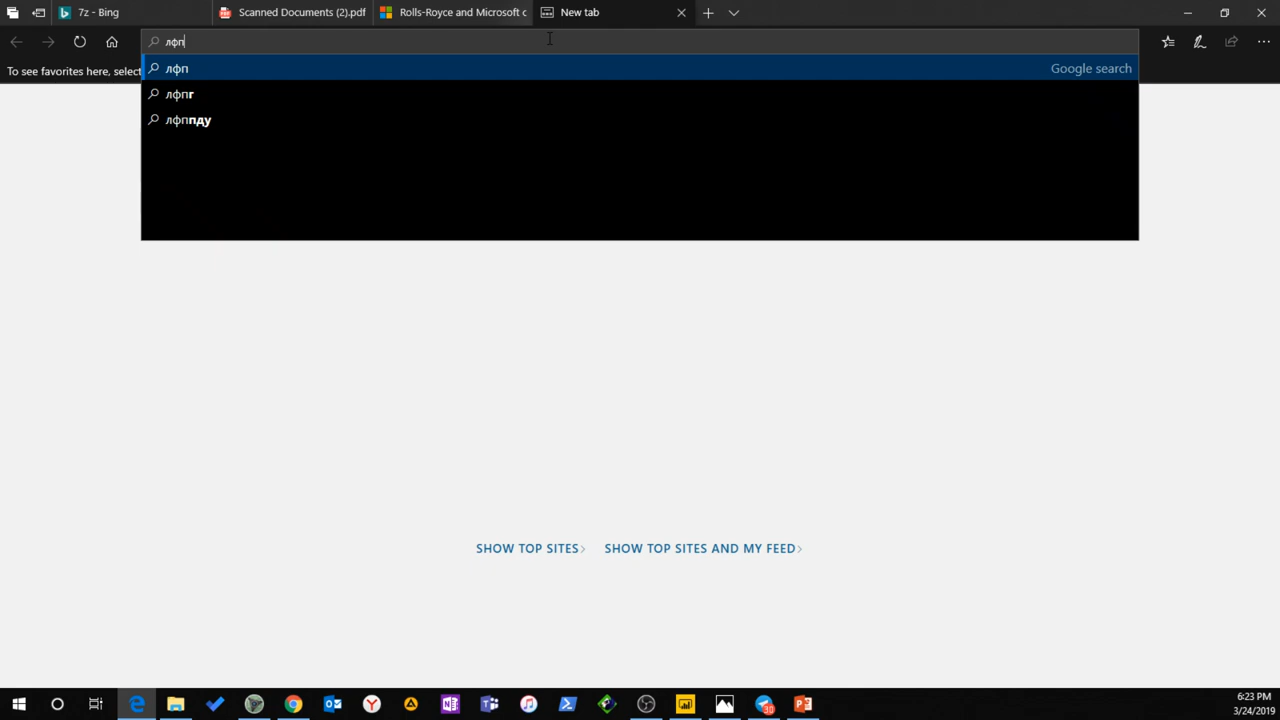 7z - Bing
Scanned Documents (2).pdf
Rolls-Royce and Microsoft c
New tab
лфп
To see favorites here, select
лфп Google search
лфпг
лфппду
SHOW TOP SITES
SHOW TOP SITES AND MY FEED
30
6:23 PM
3/24/2019